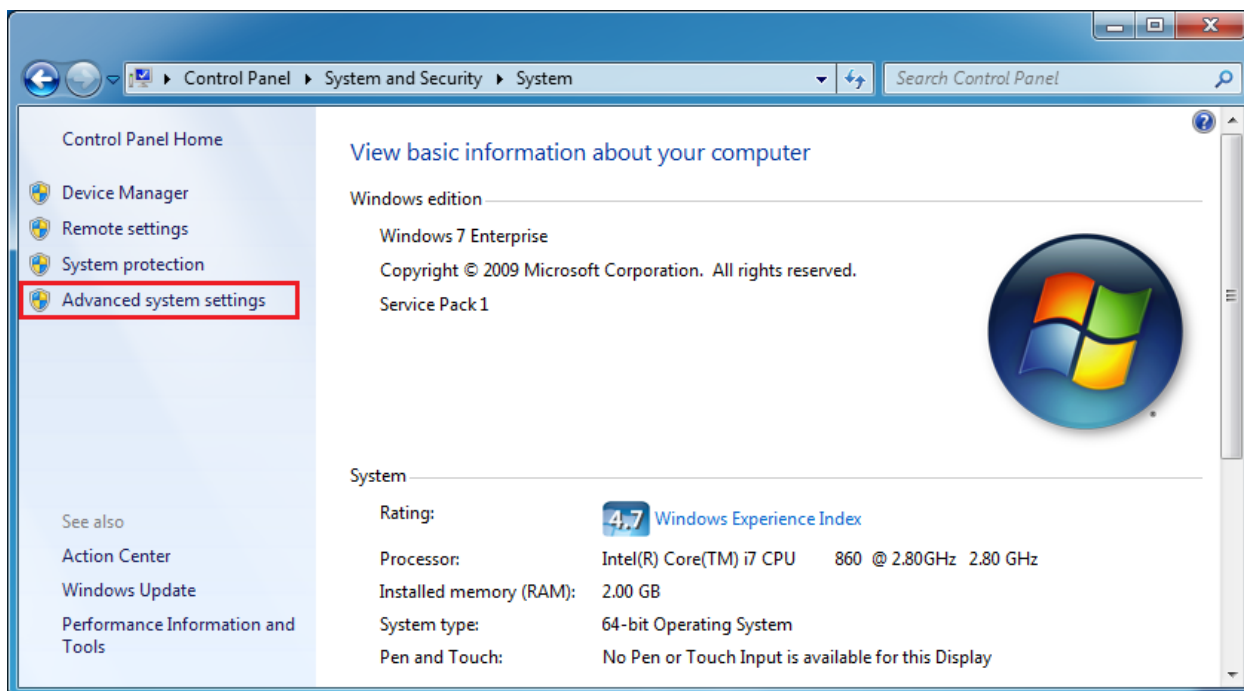 Control Panel ▸ System and Security ▸ System
Search Control Panel
Control Panel Home
Device Manager
Remote settings
System protection
Advanced system settings
See also
Action Center
Windows Update
Performance Information and
Tools
View basic information about your computer
Windows edition
Windows 7 Enterprise
Copyright © 2009 Microsoft Corporation. All rights reserved.
Service Pack 1
System
Rating: 4.7 Windows Experience Index
Processor: Intel(R) Core(TM) i7 CPU 860 @ 2.80GHz 2.80 GHz
Installed memory (RAM): 2.00 GB
System type: 64-bit Operating System
Pen and Touch: No Pen or Touch Input is available for this Display